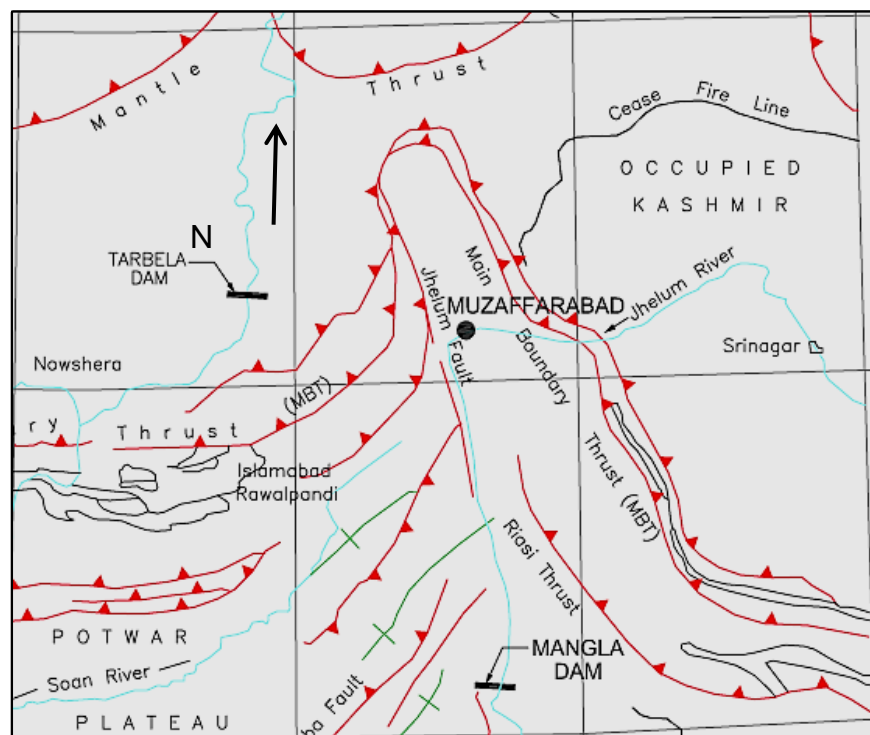 Mantle
Thrust
Cease Fire Line
OCCUPIED
KASHMIR
N
TARBELA
DAM
Main
Boundary
Thrust (MBT)
Jhelum
Fault
MUZAFFARABAD
Jhelum River
Srinagar
Nowshera
(MBT)
ry Thrust
Islamabad
Rawalpandi
Riasi Thrust
POTWAR
Soan River
PLATEAU
ba Fault
MANGLA
DAM